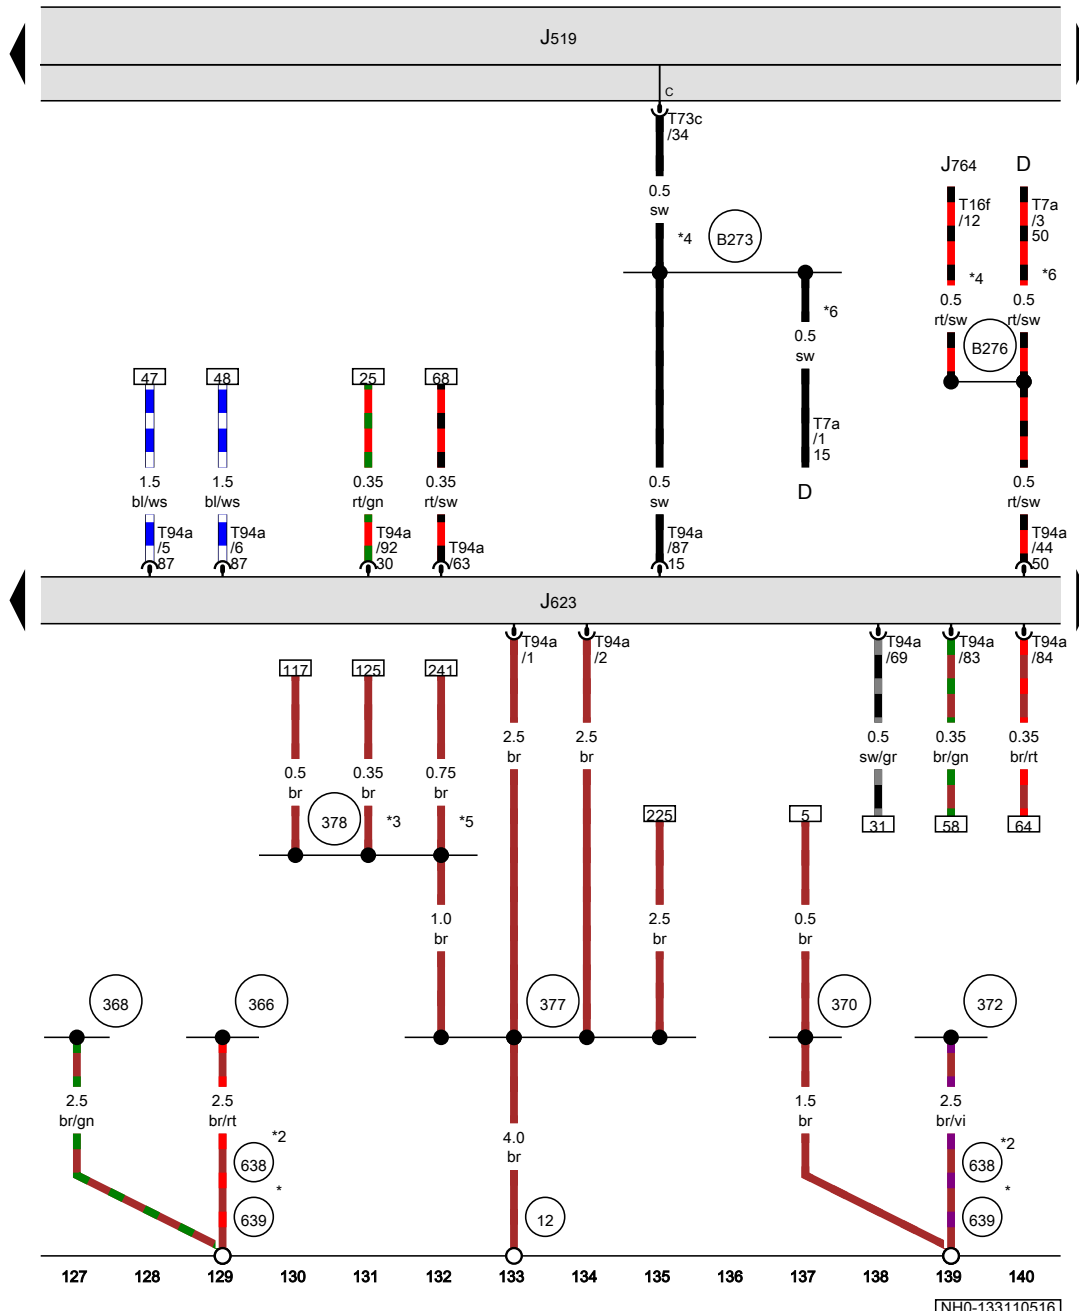 J519
c
T73c
/34
J764 D
0.5
sw
T16f
/12
T7a
/3
50
*4
B273
*4
*6
*6
0.5
rt/sw
0.5
rt/sw
0.5
sw
B276
47 48 25 68
T7a
/1
15
1.5
bl/ws
1.5
bl/ws
0.35
rt/gn
0.35
rt/sw
0.5
sw
D
0.5
rt/sw
T94a
/5
87
T94a
/6
87
T94a
/92
30
T94a
/63
T94a
/87
15
T94a
/44
50
J623
T94a
/1
T94a
/2
T94a
/69
T94a
/83
T94a
/84
117 125 241
2.5
br
2.5
br
0.5
sw/gr
0.35
br/gn
0.35
br/rt
0.5
br
0.35
br
0.75
br
378
*3
*5
225 5
31 58 64
1.0
br
2.5
br
0.5
br
368 366 377 370 372
2.5
br/gn
2.5
br/rt
1.5
br
2.5
br/vi
4.0
br
*2
638
*
639
12
*2
638
*
639
127 128 129 130 131 132 133 134 135 136 137 138 139 140
NH0-133110516